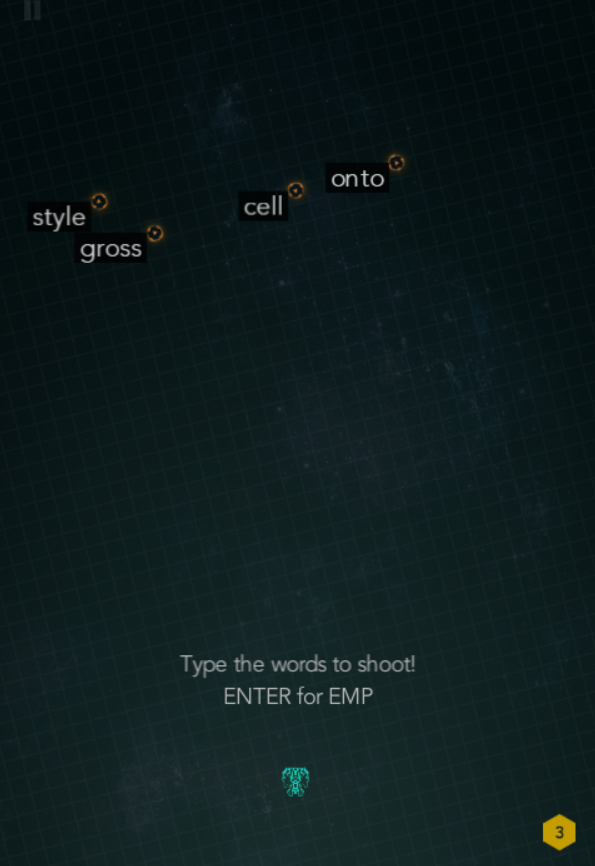 onto
cell
style
gross
Type the words to shoot!
ENTER for EMP
3